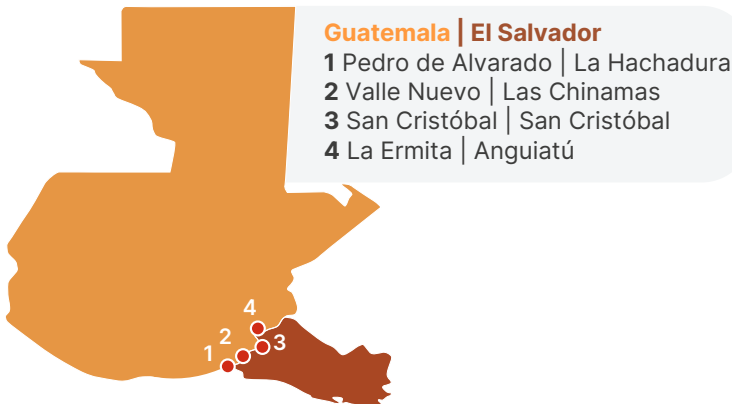 Guatemala | El Salvador
1 Pedro de Alvarado | La Hachadura
2 Valle Nuevo | Las Chinamas
3 San Cristóbal | San Cristóbal
4 La Ermita | Anguiatú
4
2
3
1